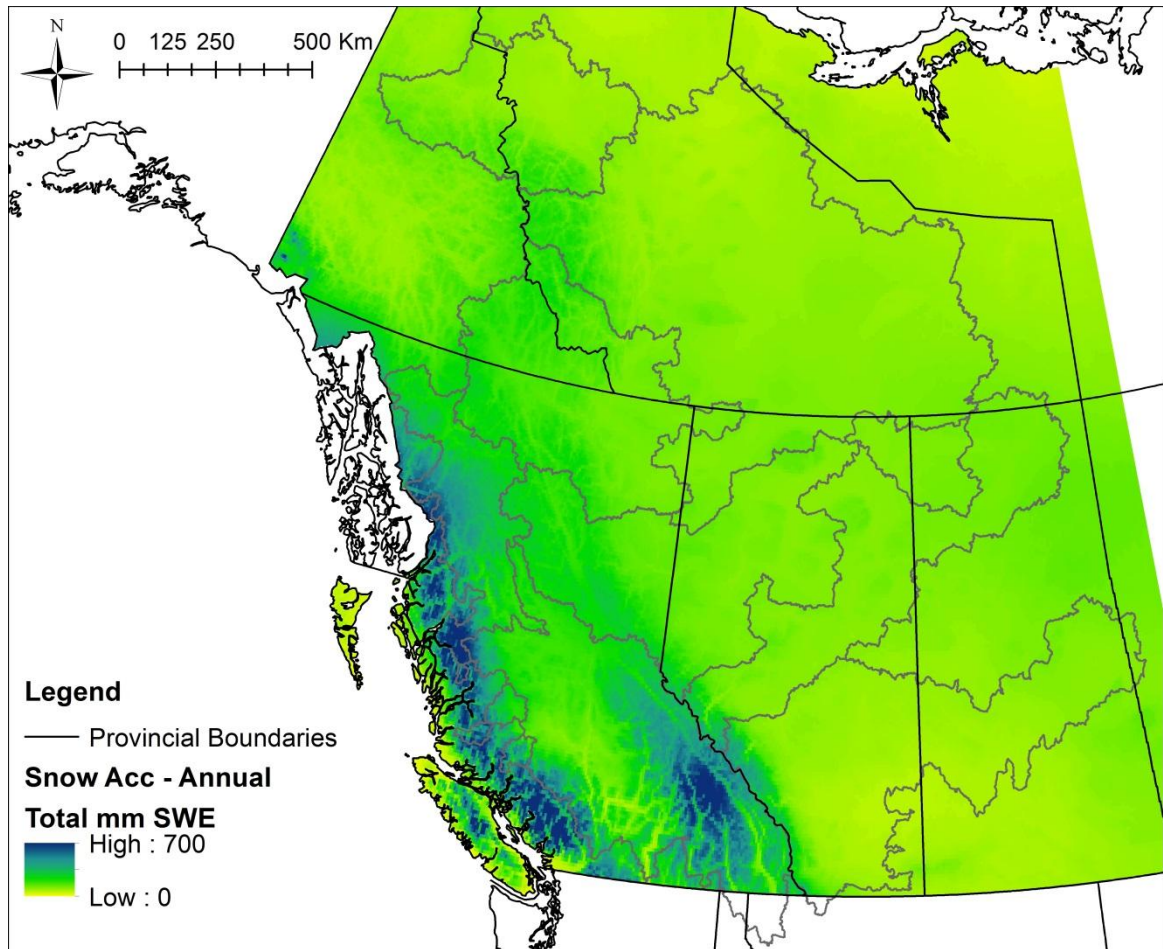 N
0 125 250 500 Km
Legend
Provincial Boundaries
Snow Acc - Annual
Total mm SWE
High : 700
Low : 0